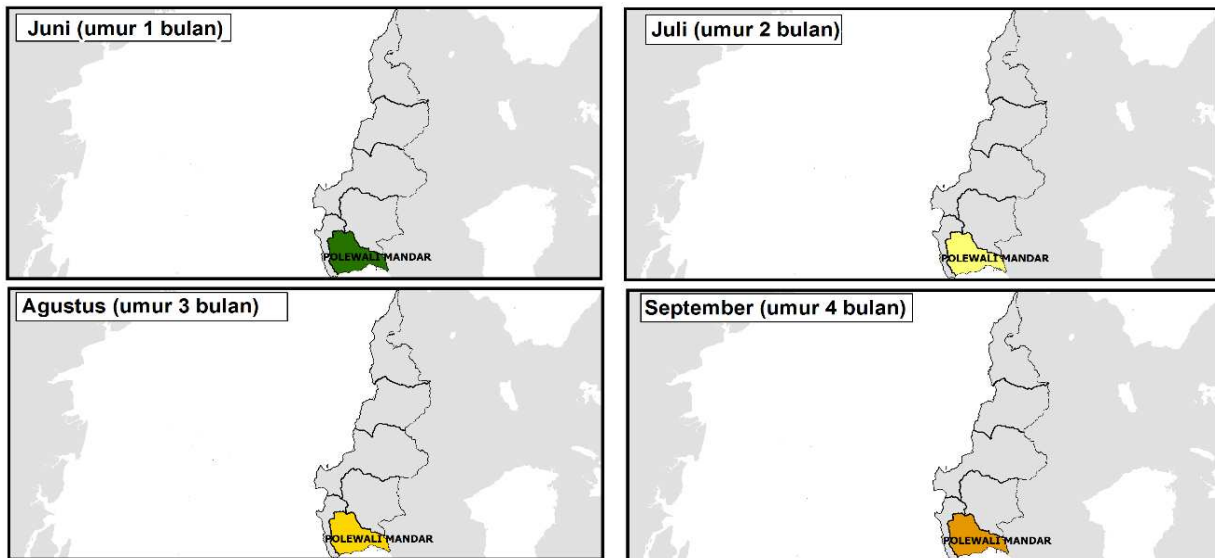 Juni (umur 1 bulan)
POLEWALI MANDAR
Juli (umur 2 bulan)
POLEWALI MANDAR
Agustus (umur 3 bulan)
POLEWALI MANDAR
September (umur 4 bulan)
POLEWALI MANDAR